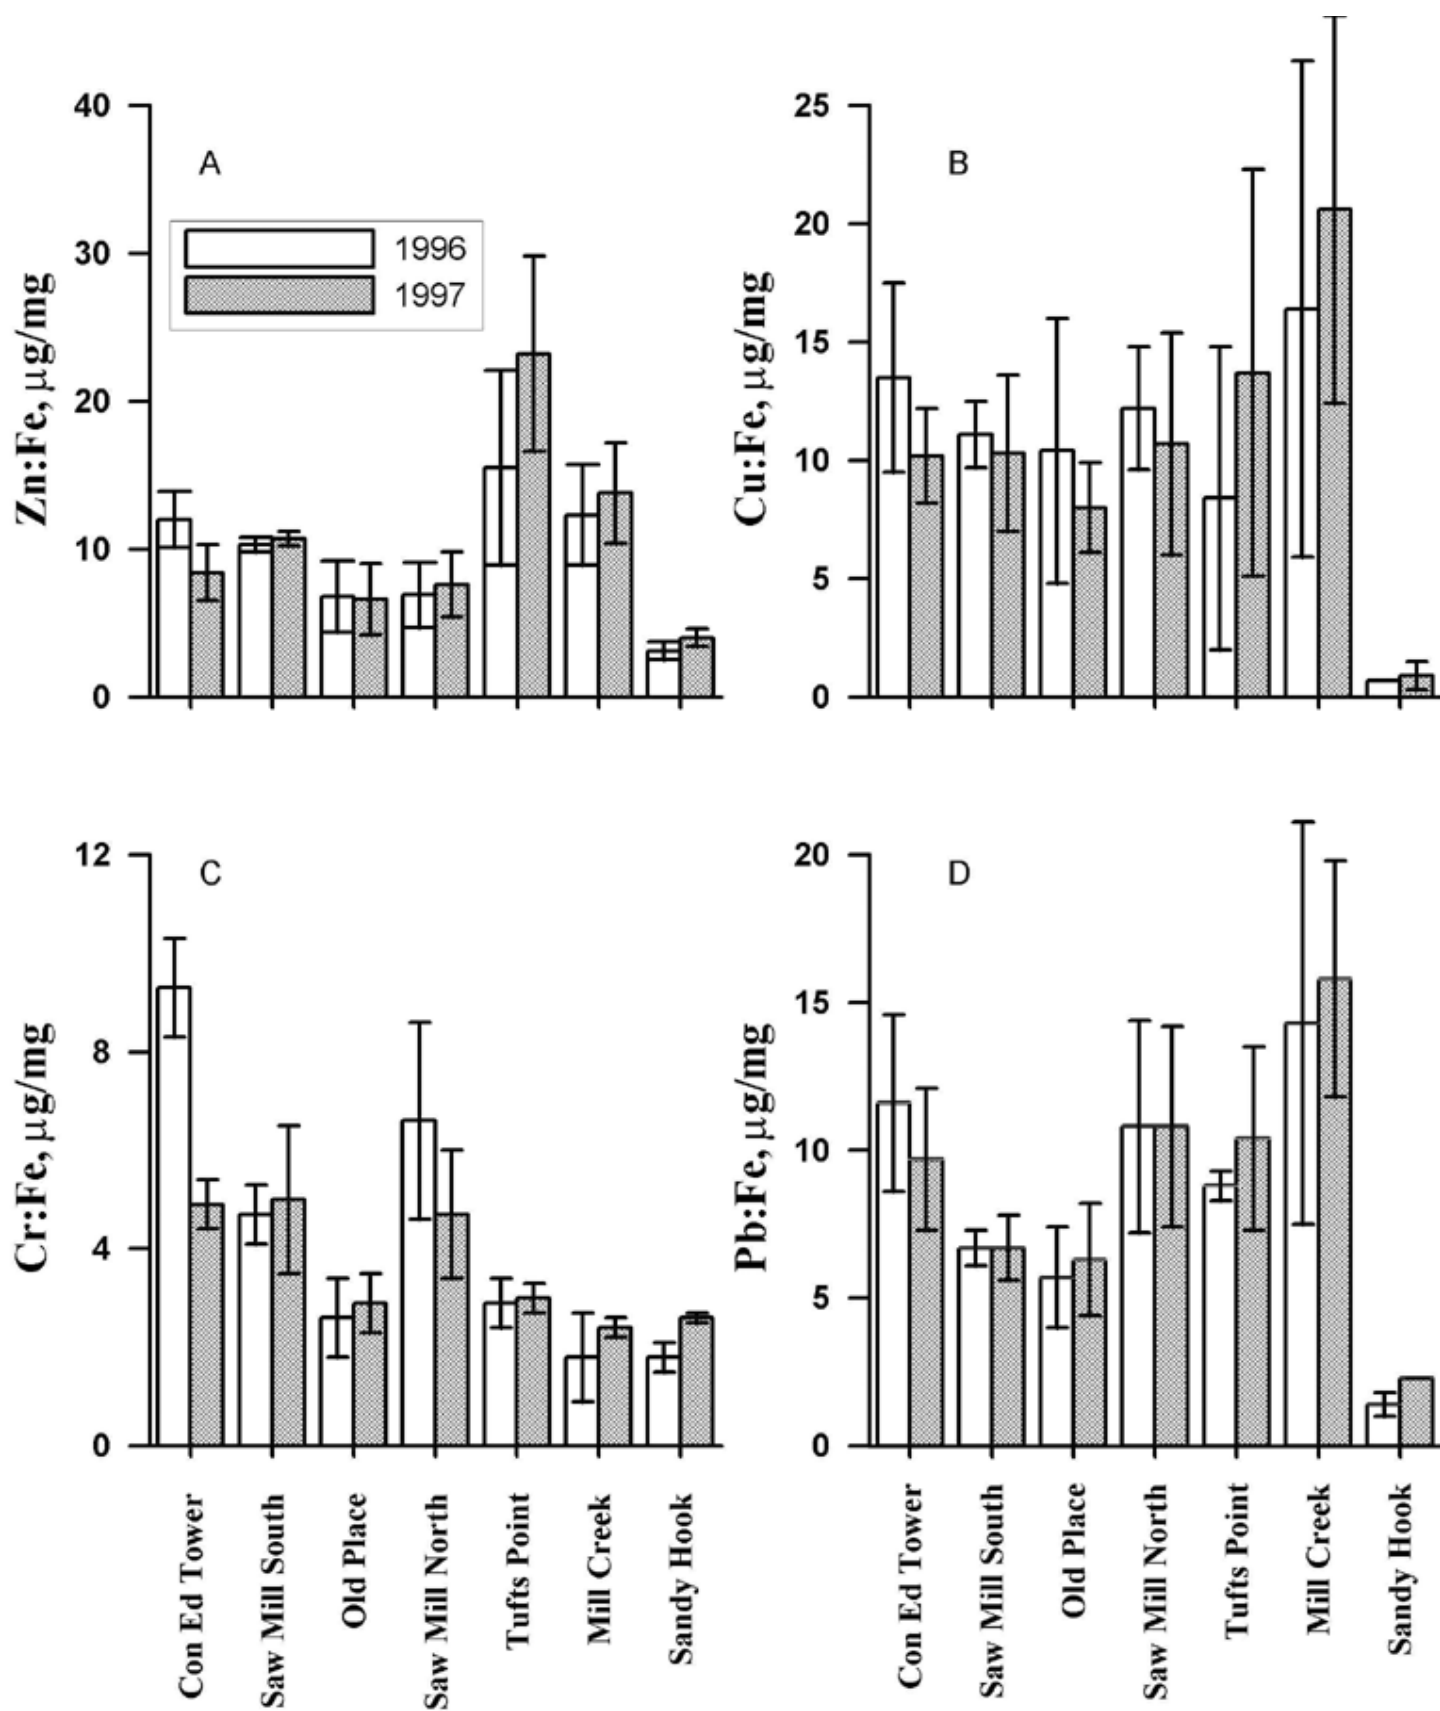 A
1996
1997
Zn:Fe, μg/mg
40
30
20
10
0
B
Cu:Fe, μg/mg
25
20
15
10
5
0
C
Cr:Fe, μg/mg
12
8
4
0
Con Ed Tower
Saw Mill South
Old Place
Saw Mill North
Tufts Point
Mill Creek
Sandy Hook
D
Pb:Fe, μg/mg
20
15
10
5
0
Con Ed Tower
Saw Mill South
Old Place
Saw Mill North
Tufts Point
Mill Creek
Sandy Hook